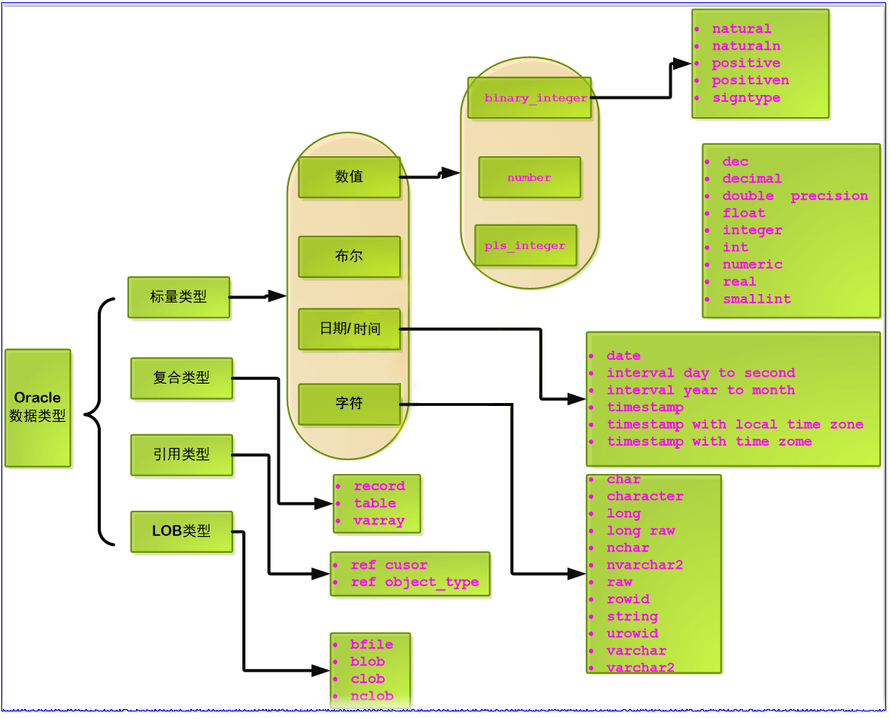 Oracle
数据类型
标量类型
复合类型
引用类型
LOB类型
数值
布尔
日期/时间
字符
binary_integer
number
pls_integer
natural
naturaln
positive
positiven
signtype
dec
decimal
double precision
float
integer
int
numeric
real
smallint
date
interval day to second
interval year to month
timestamp
timestamp with local time zone
timestamp with time zome
char
character
long
long raw
nchar
nvarchar2
raw
rowid
string
urowid
varchar
varchar2
record
table
varray
ref cusor
ref object_type
bfile
blob
clob
nclob